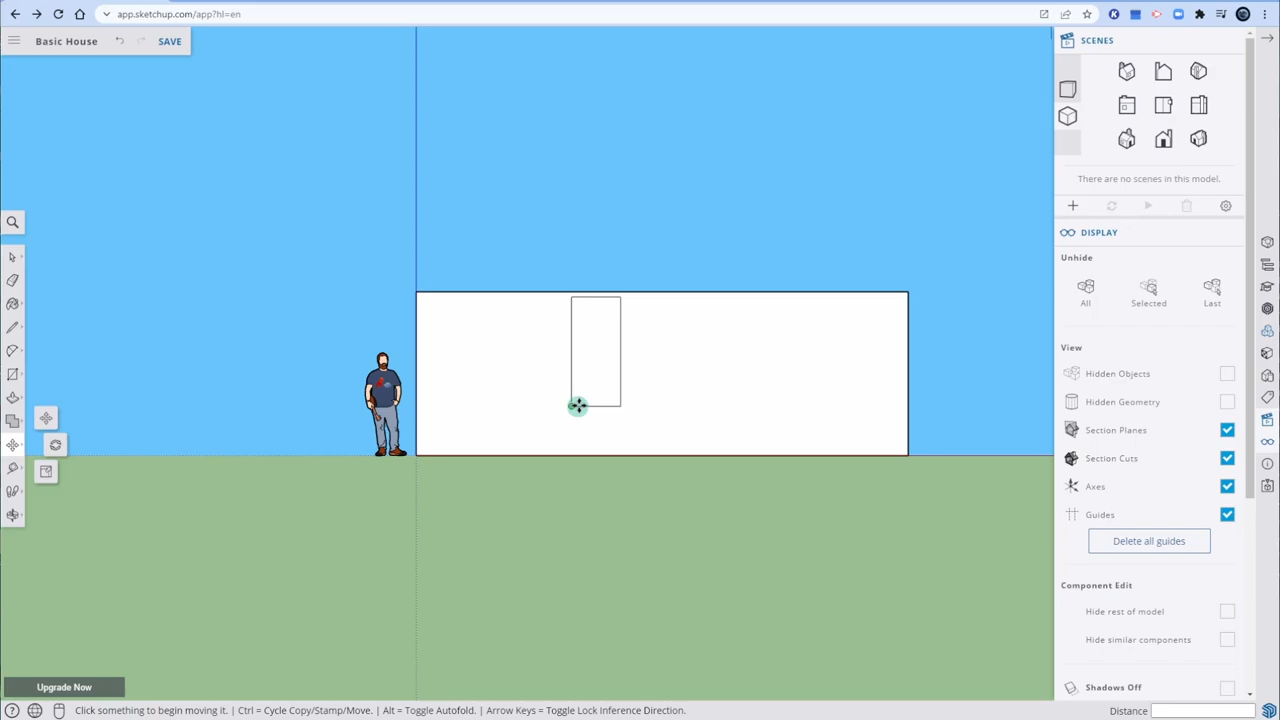 app.sketchup.com/app?hl=en
Basic House
SAVE
SCENES
There are no scenes in this model.
DISPLAY
Unhide
All
Selected
Last
View
Hidden Objects
Hidden Geometry
Section Planes
Section Cuts
Axes
Guides
Delete all guides
Component Edit
Hide rest of model
Hide similar components
Shadows Off
Upgrade Now
Click something to begin moving it. | Ctrl = Cycle Copy/Stamp/Move. | Alt = Toggle Autofold. | Arrow Keys = Toggle Lock Inference Direction.
Distance